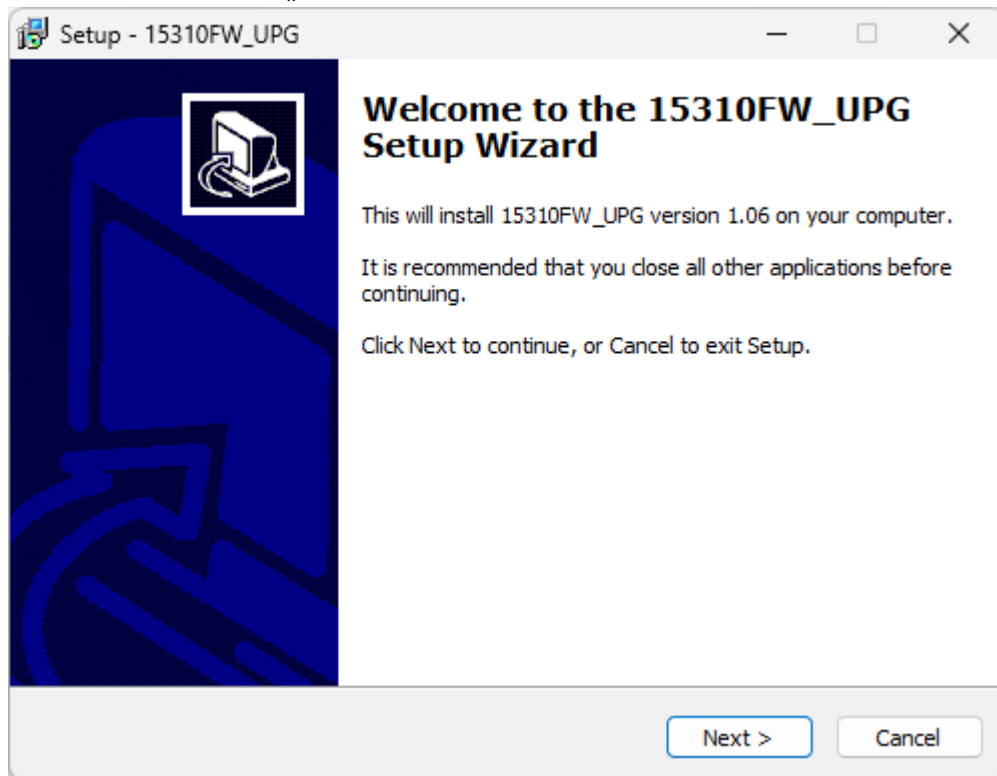 Setup - 15310FW_UPG
Welcome to the 15310FW_UPG
Setup Wizard
This will install 15310FW_UPG version 1.06 on your computer.
It is recommended that you close all other applications before
continuing.
Click Next to continue, or Cancel to exit Setup.
Next >
Cancel